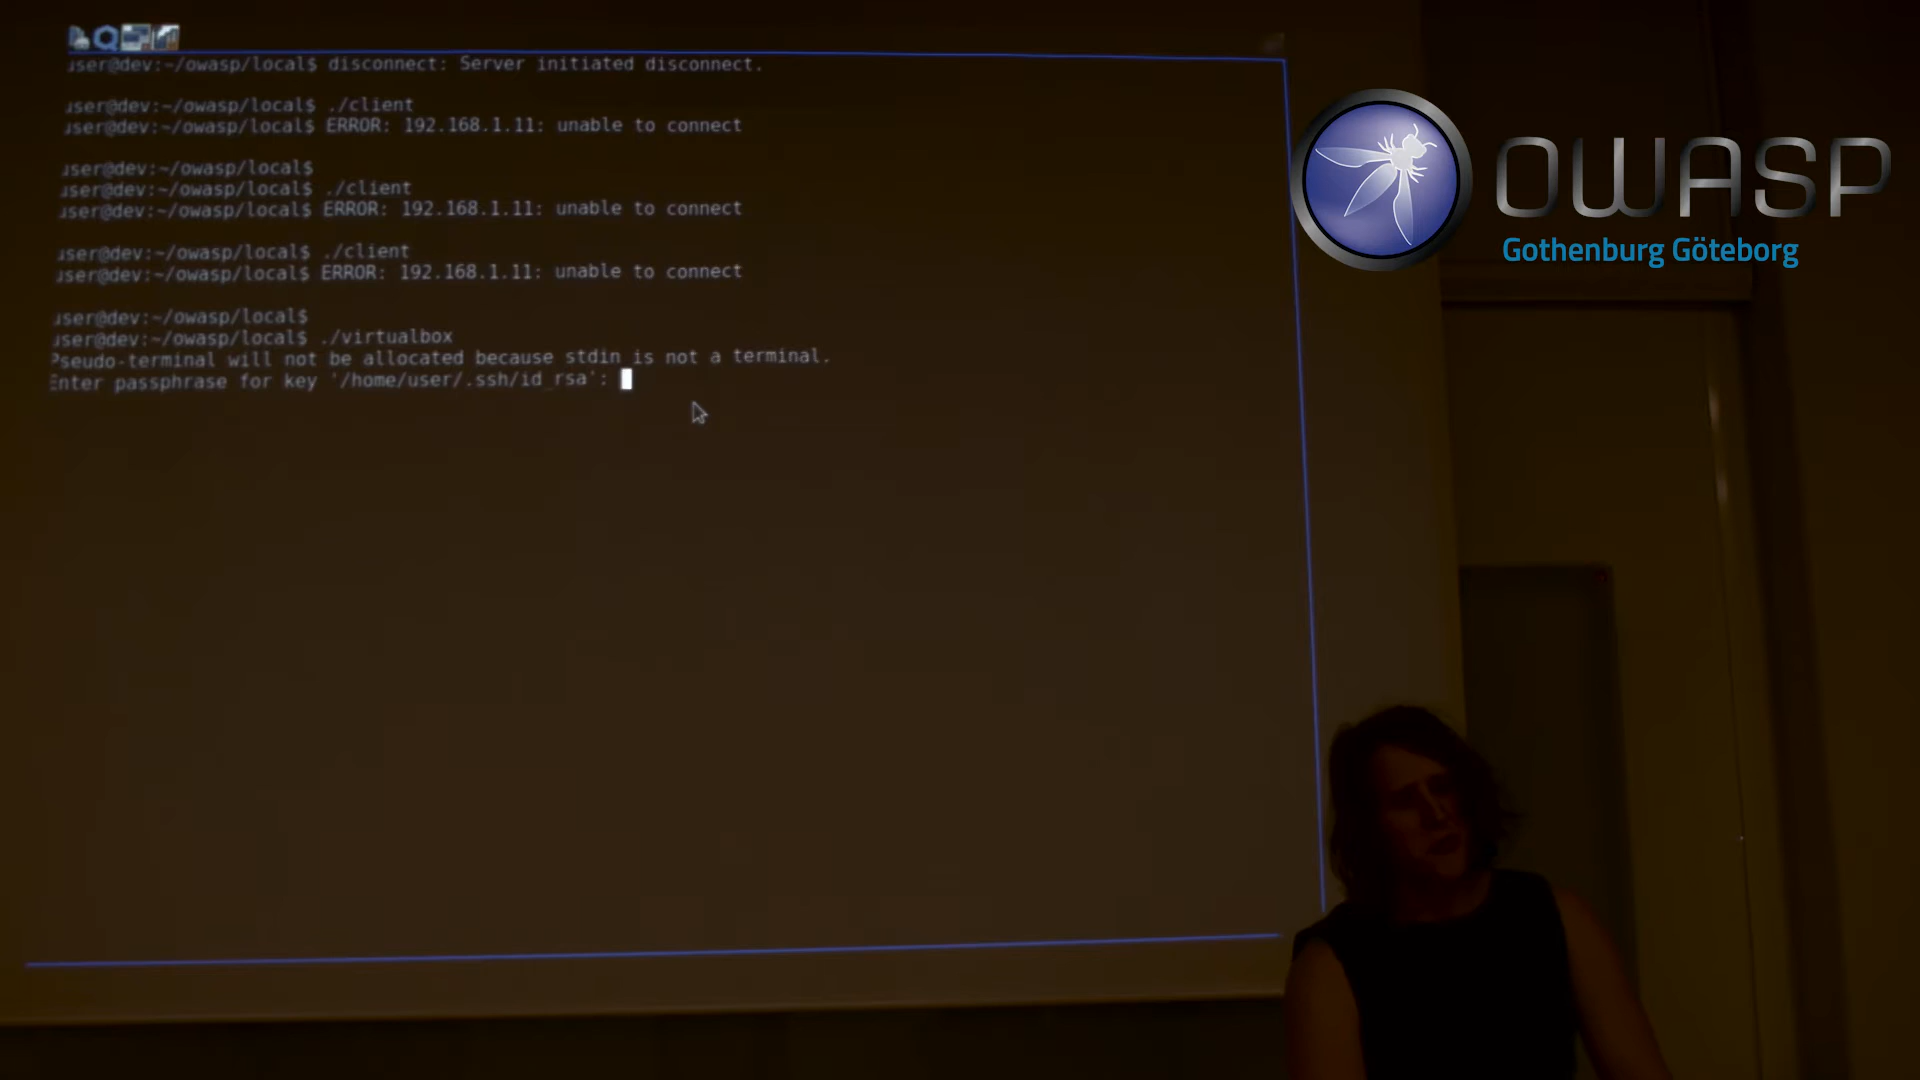 user@dev:~/owasp/local$ disconnect: Server initiated disconnect.
user@dev:~/owasp/local$ ./client
user@dev:~/owasp/local$ ERROR: 192.168.1.11: unable to connect
user@dev:~/owasp/local$
user@dev:~/owasp/local$ ./client
user@dev:~/owasp/local$ ERROR: 192.168.1.11: unable to connect
user@dev:~/owasp/local$ ./client
user@dev:~/owasp/local$ ERROR: 192.168.1.11: unable to connect
user@dev:~/owasp/local$
user@dev:~/owasp/local$ ./virtualbox
Pseudo-terminal will not be allocated because stdin is not a terminal.
Enter passphrase for key '/home/user/.ssh/id_rsa':
OWASP
Gothenburg Göteborg